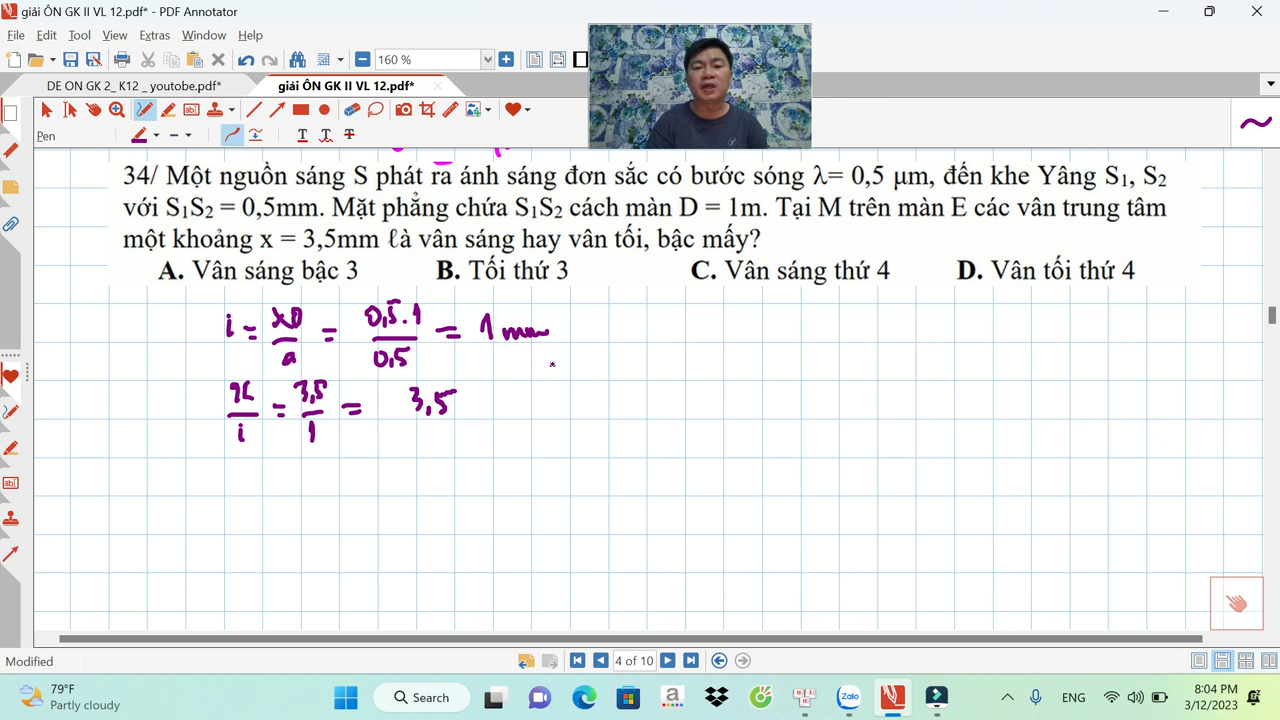 giải ÔN GK II VL 12.pdf* - PDF Annotator
File Edit Tool View Extras Window Help
160 %
DE ON GK 2_ K12 _ youtube.pdf* giải ÔN GK II VL 12.pdf*
Pen
34/ Một nguồn sáng S phát ra ánh sáng đơn sắc có bước sóng λ= 0,5 μm, đến khe Yâng S₁, S₂
với S₁S₂ = 0,5mm. Mặt phẳng chứa S₁S₂ cách màn D = 1m. Tại M trên màn E các vân trung tâm
một khoảng x = 3,5mm ℓà vân sáng hay vân tối, bậc mấy?
A. Vân sáng bậc 3 B. Tối thứ 3 C. Vân sáng thứ 4 D. Vân tối thứ 4
i = λD/a = 0,5.1/0,5 = 1 mm
x/i = 3,5/1 = 3,5
4 of 10
Modified
79°F
Partly cloudy
Search
Zalo
ENG
8:04 PM
3/12/2023